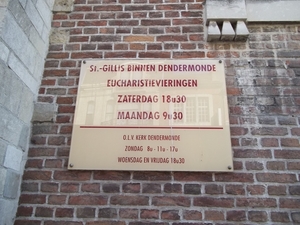 St.-Gillis Binnen Dendermonde
Eucharistievieringen
Zaterdag 18u30
Maandag 9u30
O.L.V. Kerk Dendermonde
Zondag 8u - 11u - 17u
Woensdag en Vrijdag 18u30